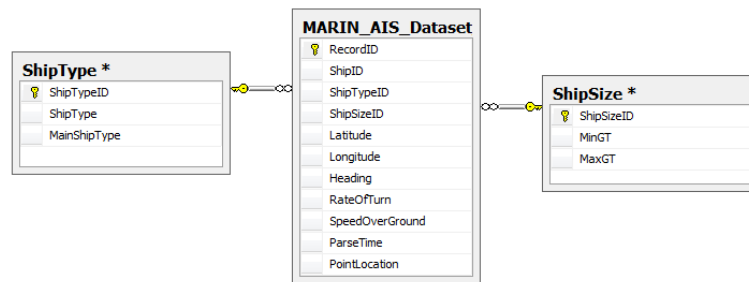 ShipType *
ShipTypeID
ShipType
MainShipType
MARIN_AIS_Dataset
RecordID
ShipID
ShipTypeID
ShipSizeID
Latitude
Longitude
Heading
RateOfTurn
SpeedOverGround
ParseTime
PointLocation
ShipSize *
ShipSizeID
MinGT
MaxGT